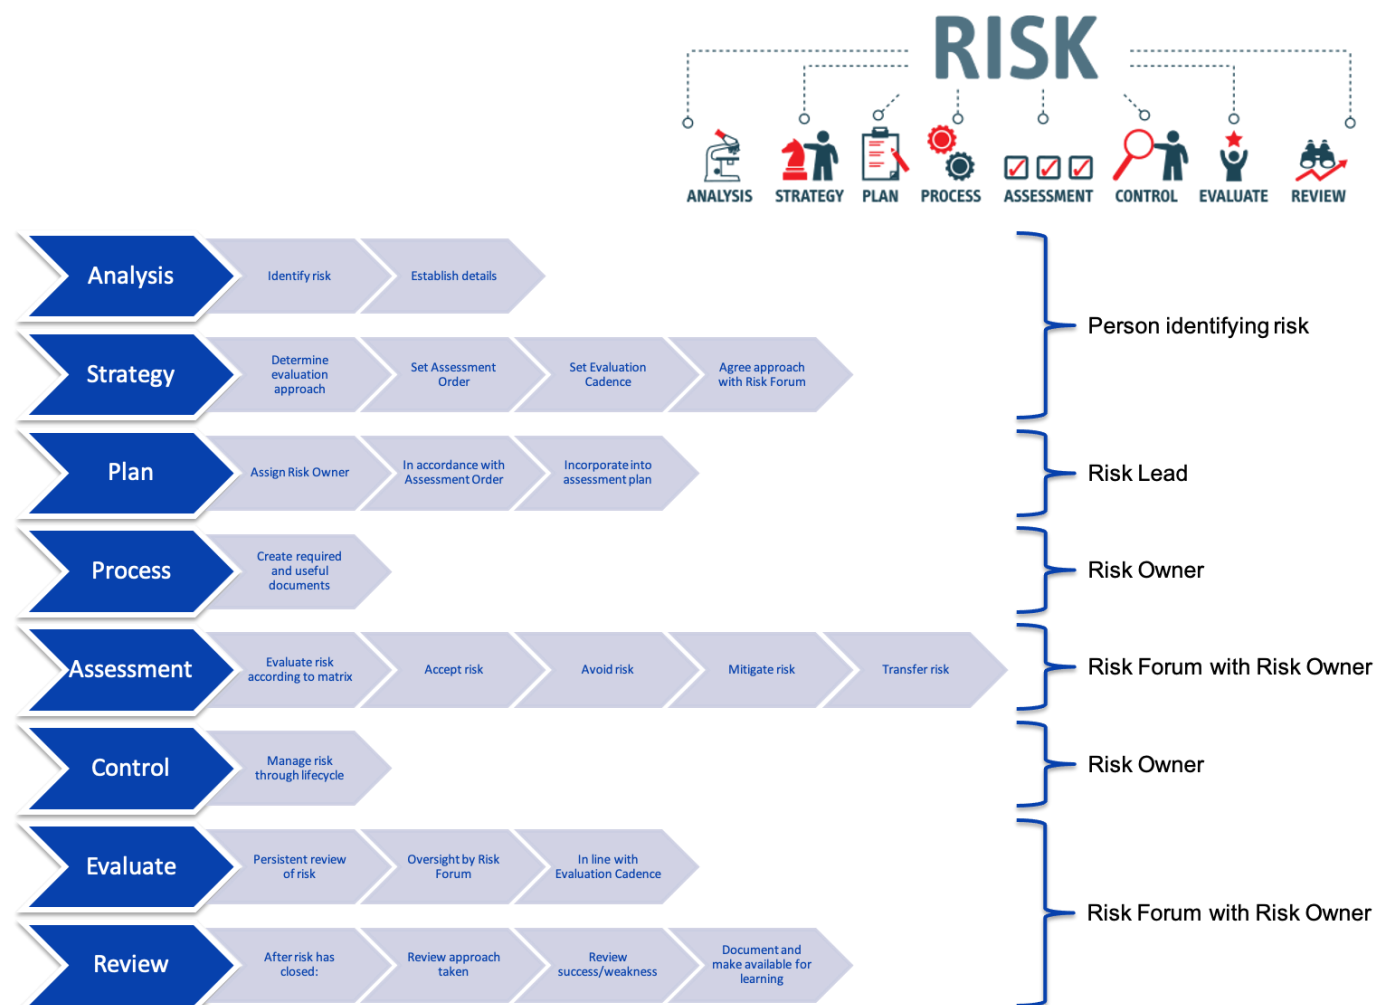 RISK
ANALYSIS
STRATEGY
PLAN
PROCESS
ASSESSMENT
CONTROL
EVALUATE
REVIEW
Analysis
Identify risk
Establish details
Strategy
Determine
evaluation
approach
Set Assessment
Order
Set Evaluation
Cadence
Agree approach
with Risk Forum
Person identifying risk
Plan
Assign Risk Owner
In accordance with
Assessment Order
Incorporate into
assessment plan
Risk Lead
Process
Create required
and useful
documents
Risk Owner
Assessment
Evaluate risk
according to matrix
Accept risk
Avoid risk
Mitigate risk
Transfer risk
Risk Forum with Risk Owner
Control
Manage risk
through lifecycle
Risk Owner
Evaluate
Persistent review
of risk
Oversight by Risk
Forum
In line with
Evaluation Cadence
Review
After risk has
closed:
Review approach
taken
Review
success/weakness
Document and
make available for
learning
Risk Forum with Risk Owner